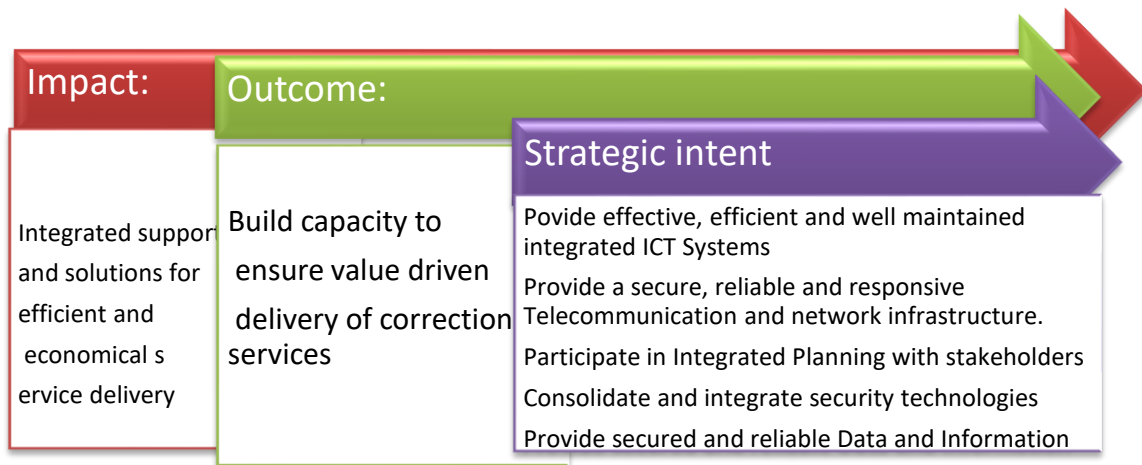 Impact:
Integrated support
and solutions for
efficient and
economical s
ervice delivery
Outcome:
Build capacity to
ensure value driven
delivery of correction
services
Strategic intent
Povide effective, efficient and well maintained
integrated ICT Systems
Provide a secure, reliable and responsive
Telecommunication and network infrastructure.
Participate in Integrated Planning with stakeholders
Consolidate and integrate security technologies
Provide secured and reliable Data and Information